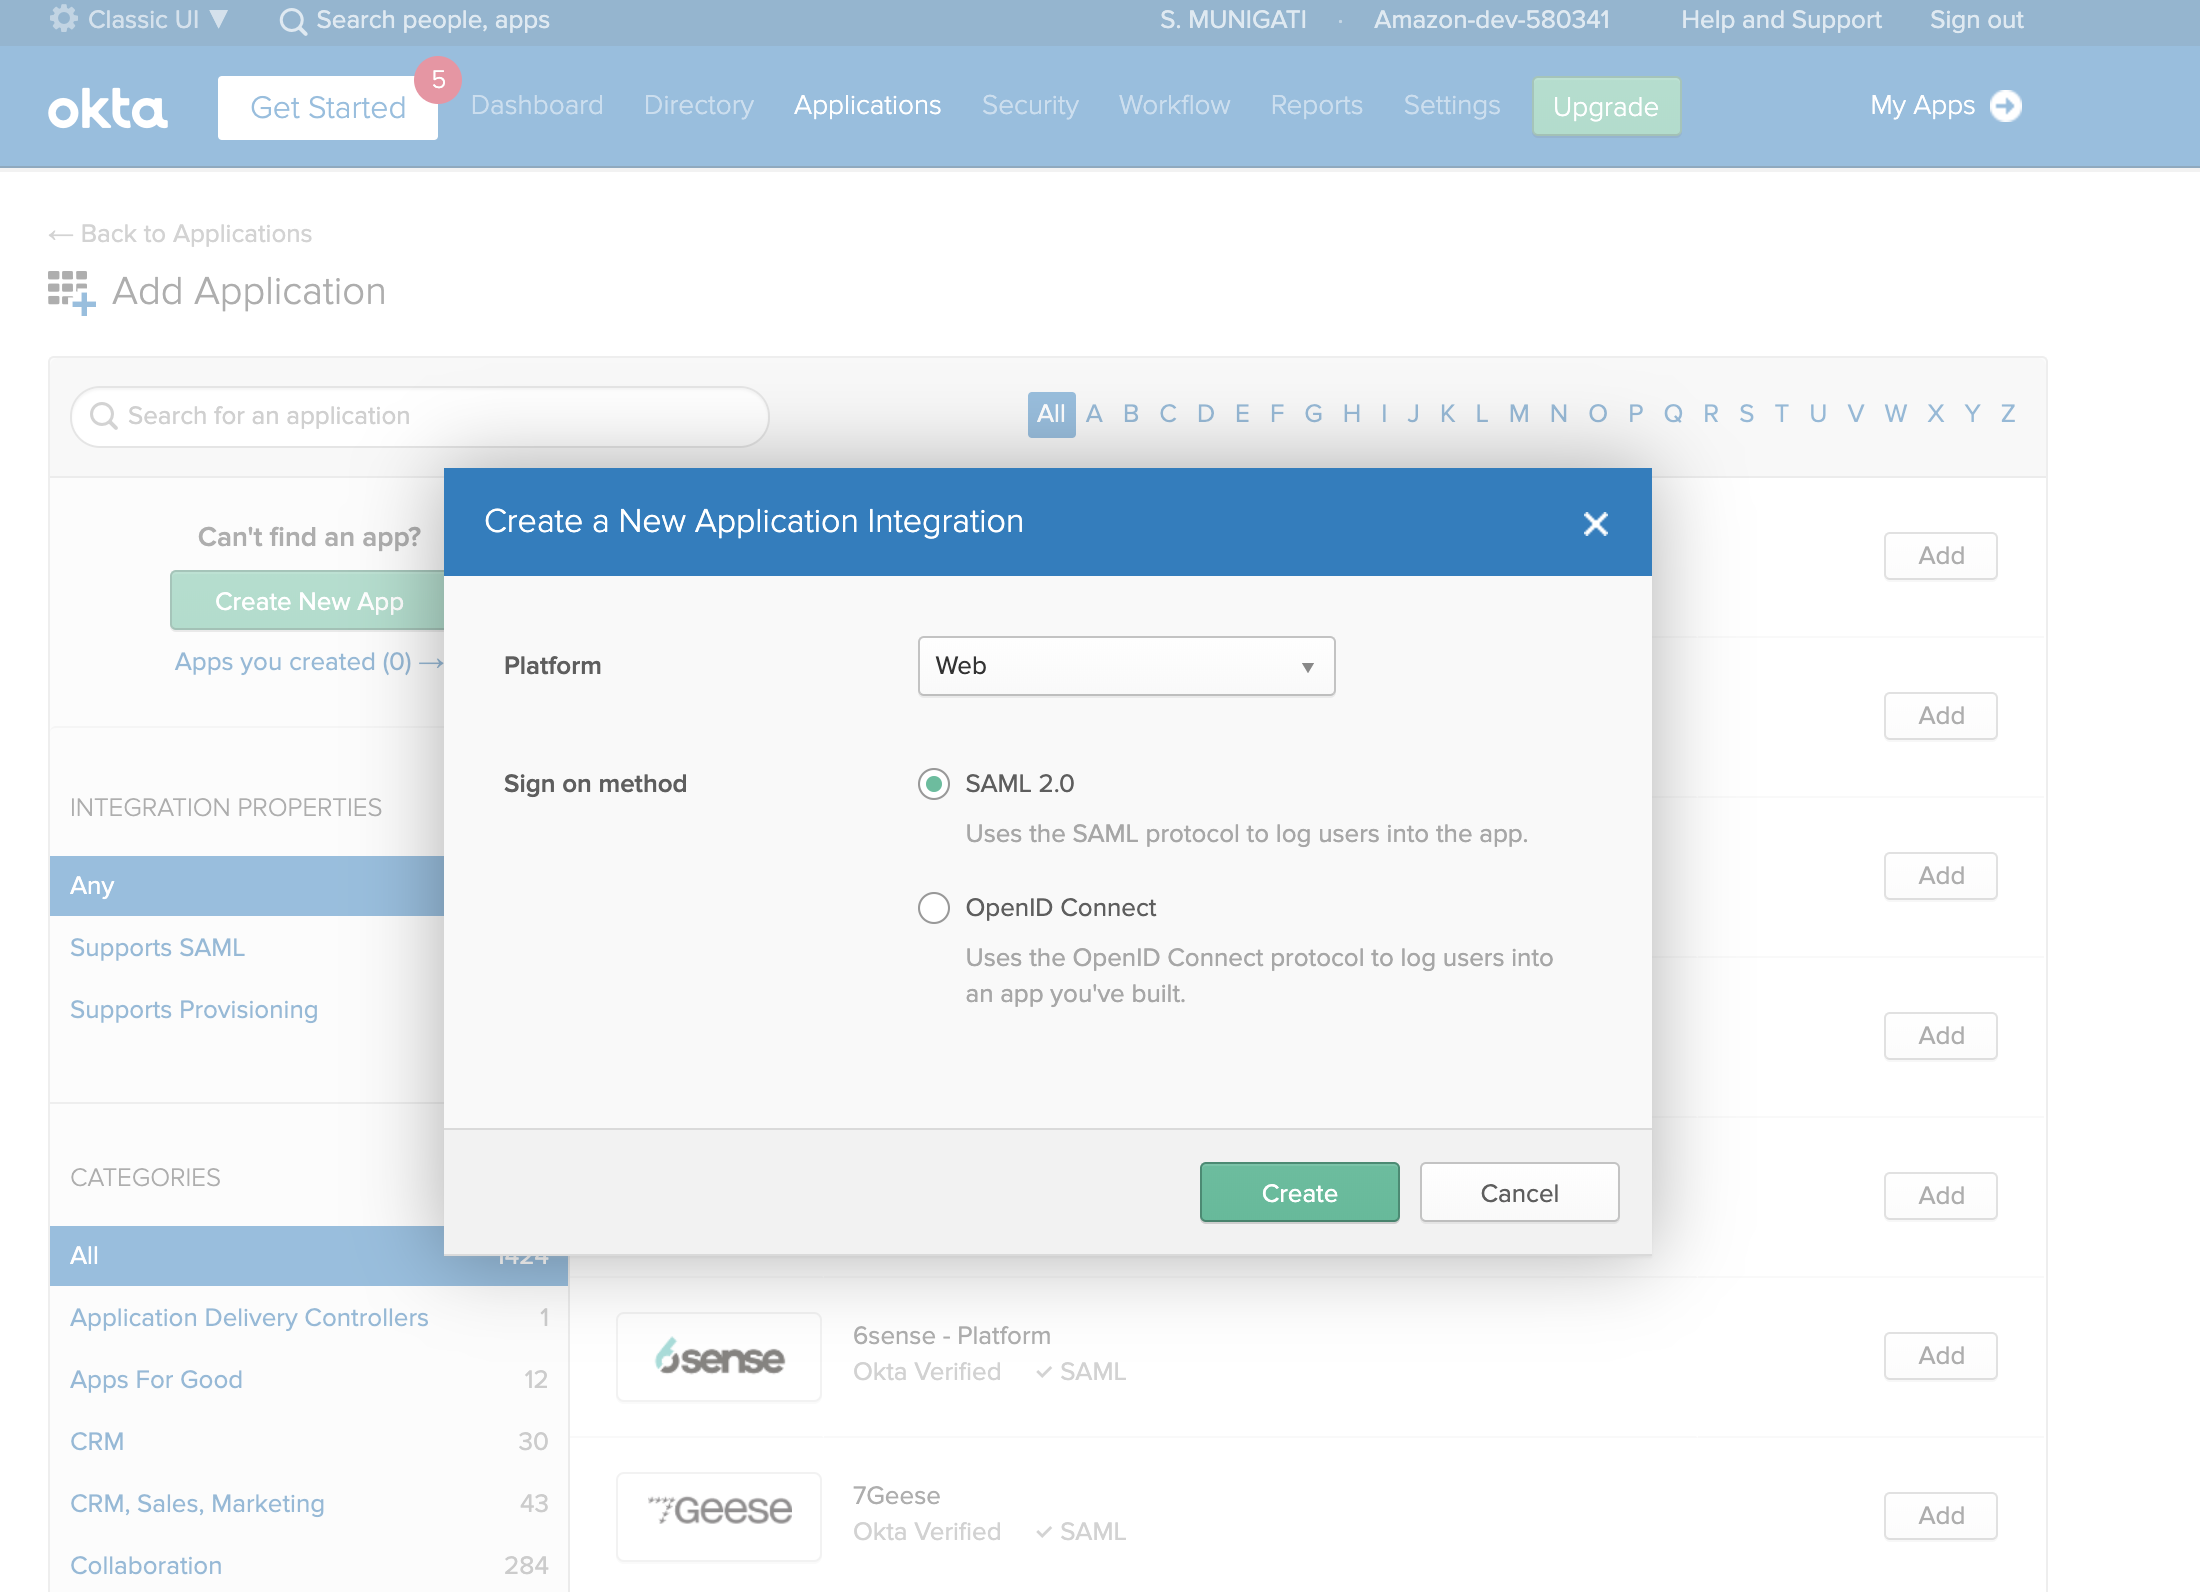 Classic UI ▼ Search people, apps S. MUNIGATI · Amazon-dev-580341 Help and Support Sign out
okta Get Started 5 Dashboard Directory Applications Security Workflow Reports Settings Upgrade My Apps
← Back to Applications
Add Application
Search for an application All A B C D E F G H I J K L M N O P Q R S T U V W X Y Z
Can't find an app?
Create New App
Apps you created (0) →
INTEGRATION PROPERTIES
Any
Supports SAML
Supports Provisioning
CATEGORIES
All 1424
Application Delivery Controllers 1
Apps For Good 12
CRM 30
CRM, Sales, Marketing 43
Collaboration 284
Create a New Application Integration
Platform Web
Sign on method SAML 2.0
Uses the SAML protocol to log users into the app.
OpenID Connect
Uses the OpenID Connect protocol to log users into
an app you've built.
Create Cancel
Add
Add
Add
Add
Add
6sense 6sense - Platform Add
Okta Verified ✓ SAML
7Geese 7Geese Add
Okta Verified ✓ SAML